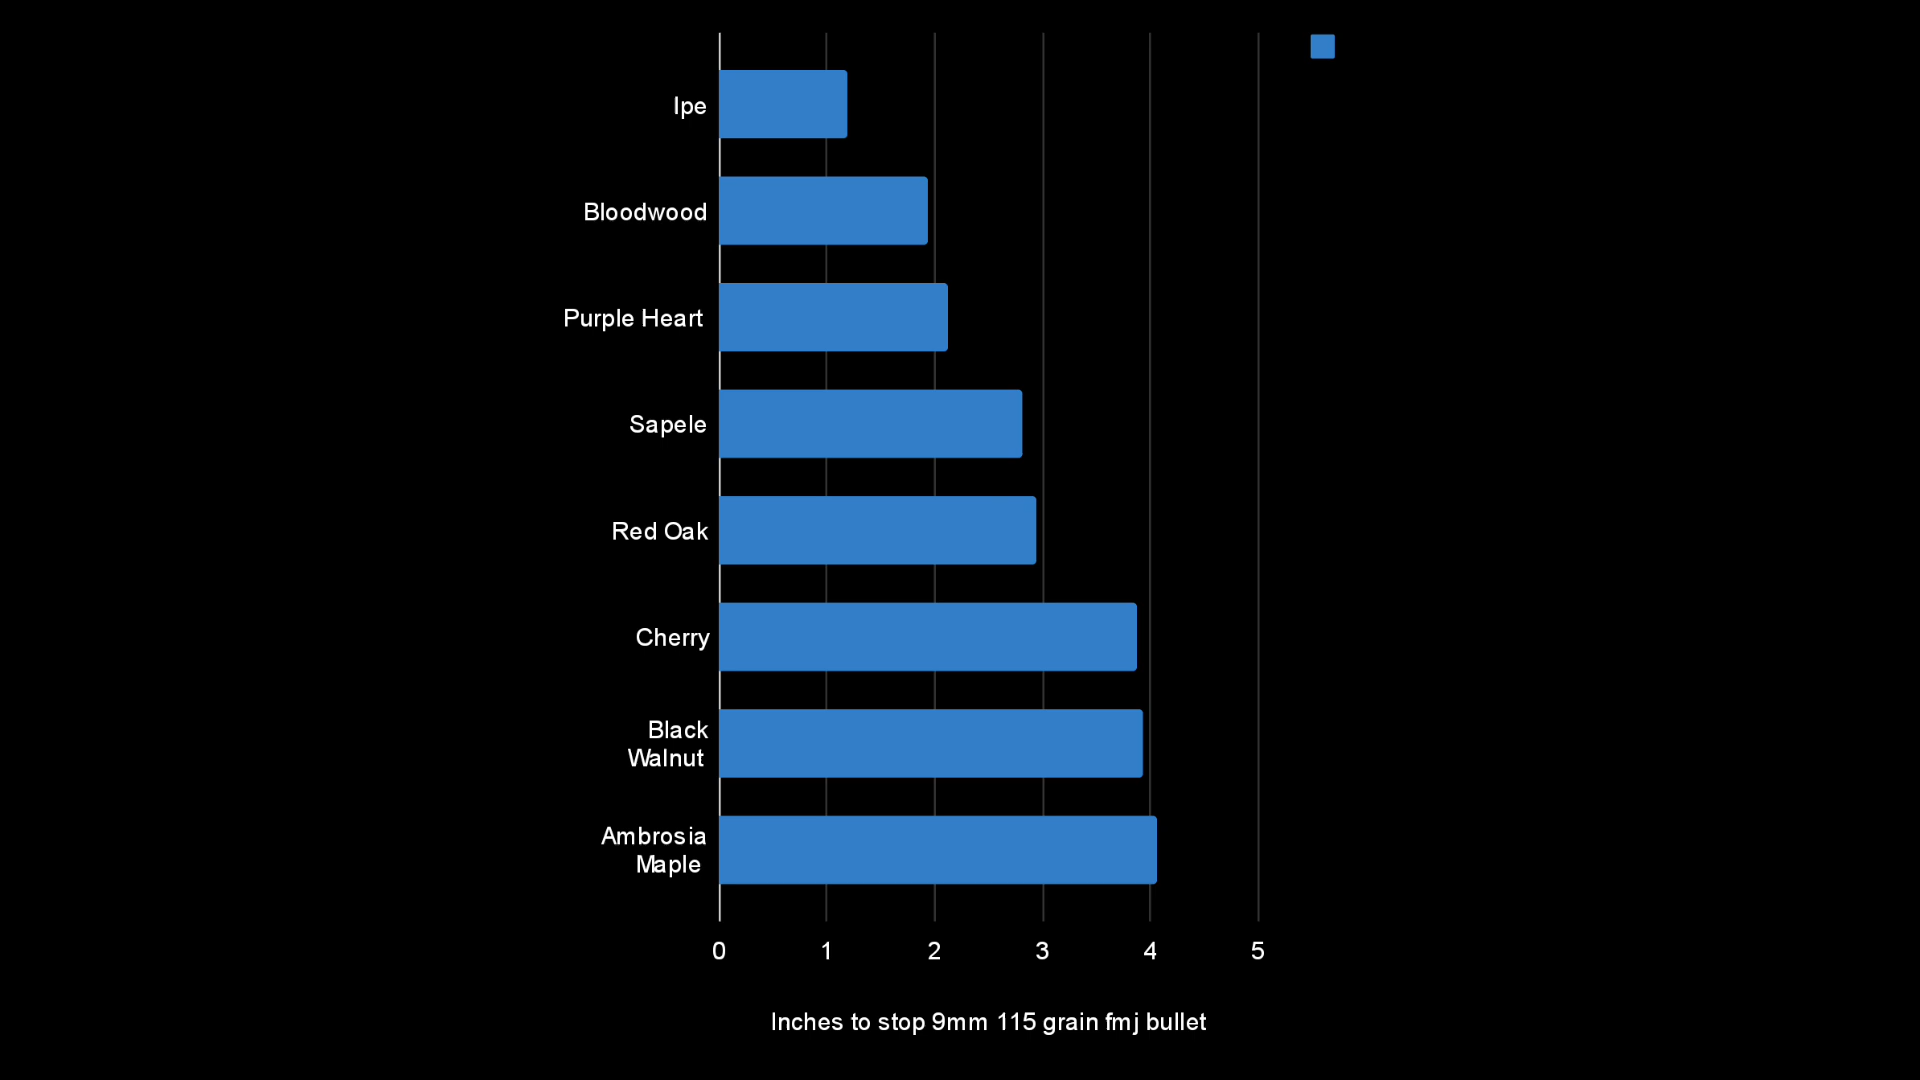 Ipe
Bloodwood
Purple Heart
Sapele
Red Oak
Cherry
Black
Walnut
Ambrosia
Maple
0 1 2 3 4 5
Inches to stop 9mm 115 grain fmj bullet